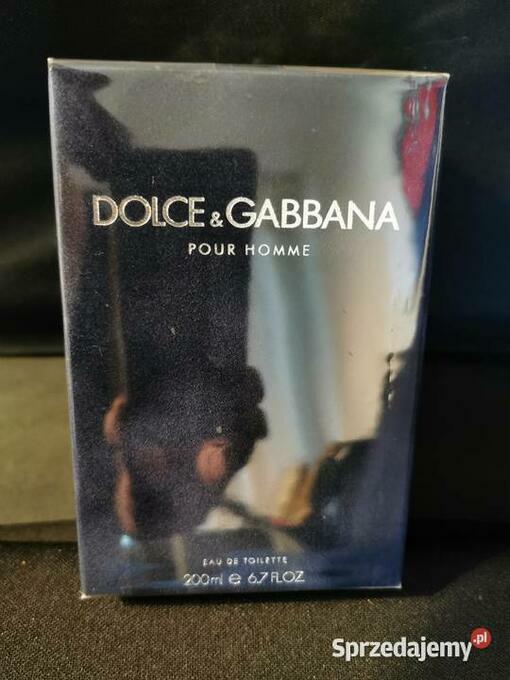 DOLCE & GABBANA
POUR HOMME
EAU DE TOILETTE
200ml e 6.7 FL.OZ
Sprzedajemy.pl